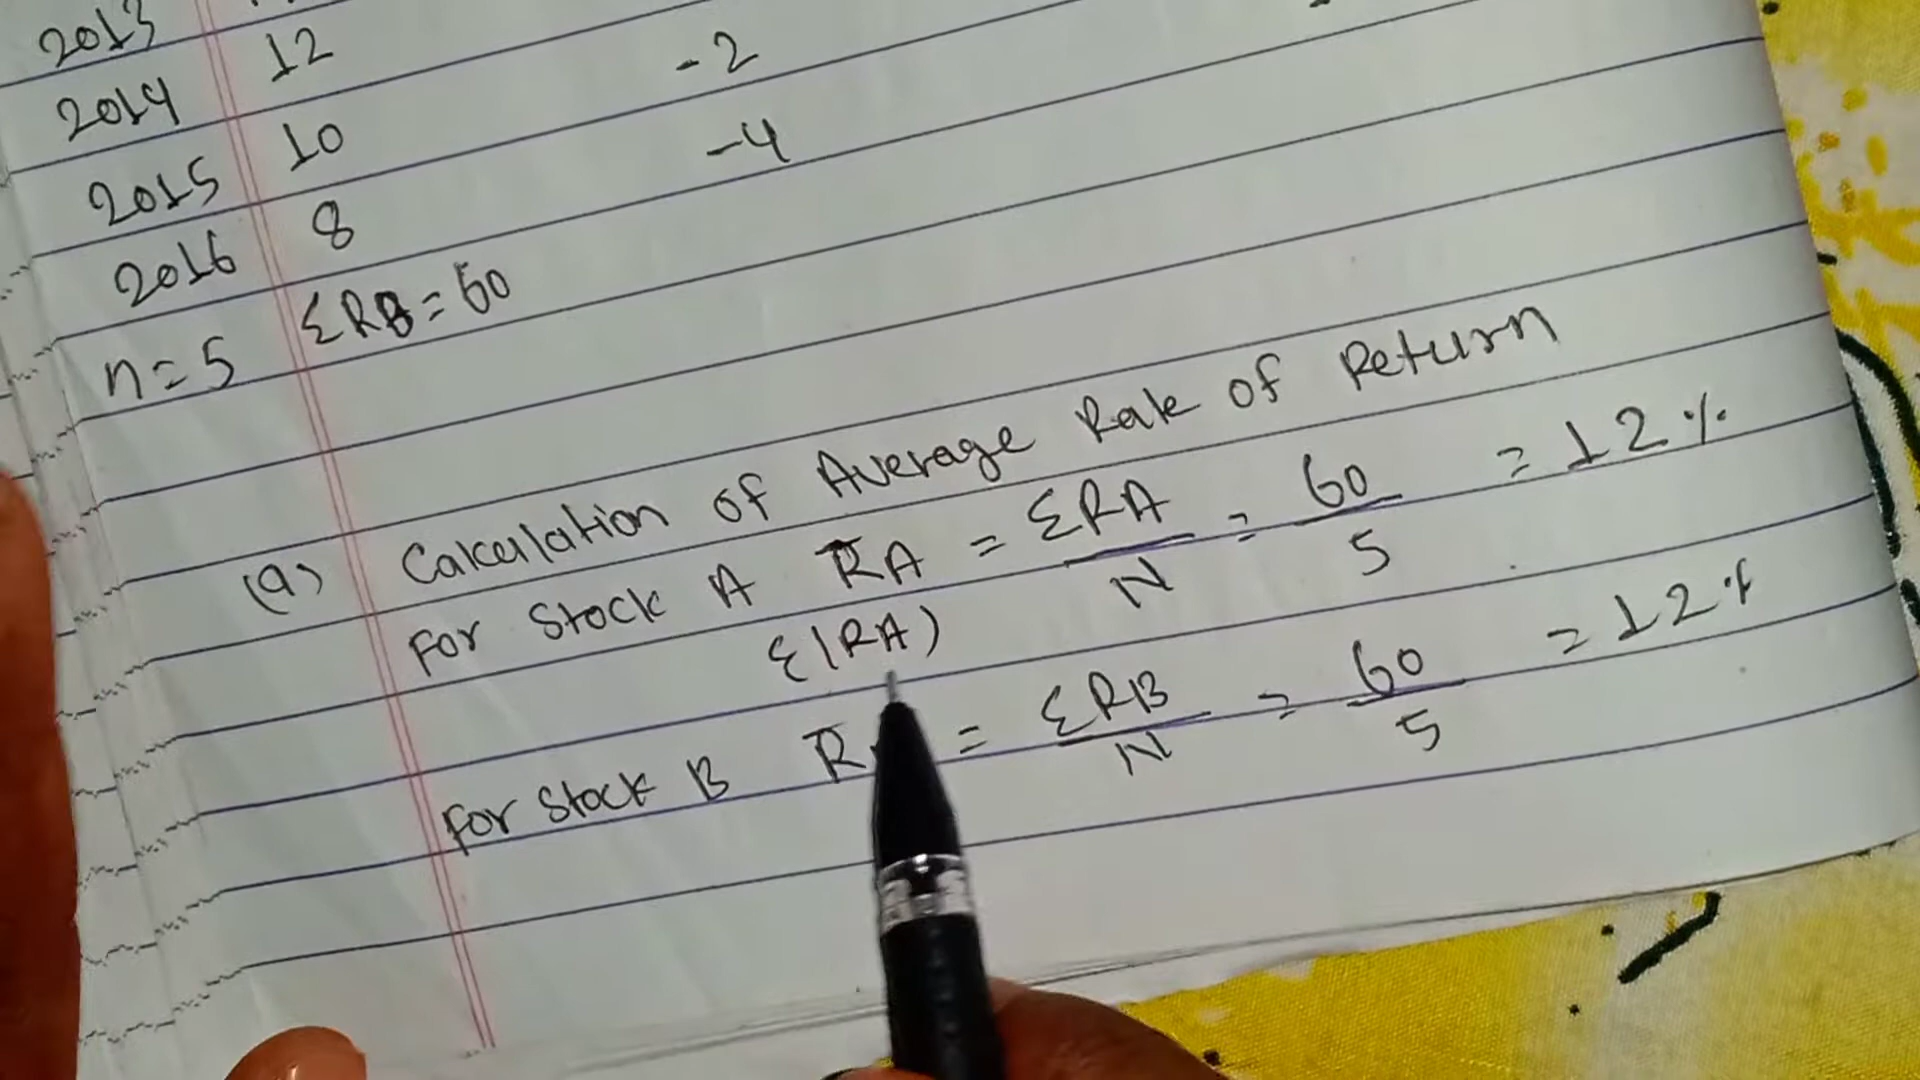 2013
2014 12
2015 10 -2
2016 8 -4
n=5 ΣRB=60
(a) Calculation of Average Rate of Return
For Stock A R̅A = ΣRA/N = 60/5 = 12%
Σ(RA)
For Stock B R̅ = ΣRB/N = 60/5 = 12%